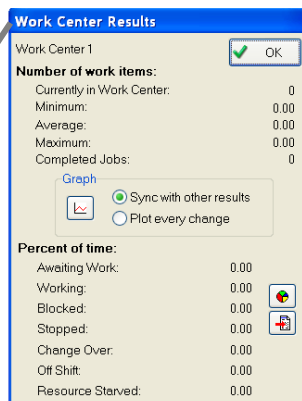 Work Center Results
Work Center 1 OK
Number of work items:
Currently in Work Center: 0
Minimum: 0.00
Average: 0.00
Maximum: 0.00
Completed Jobs: 0
Graph
Sync with other results
Plot every change
Percent of time:
Awaiting Work: 0.00
Working: 0.00
Blocked: 0.00
Stopped: 0.00
Change Over: 0.00
Off Shift: 0.00
Resource Starved: 0.00